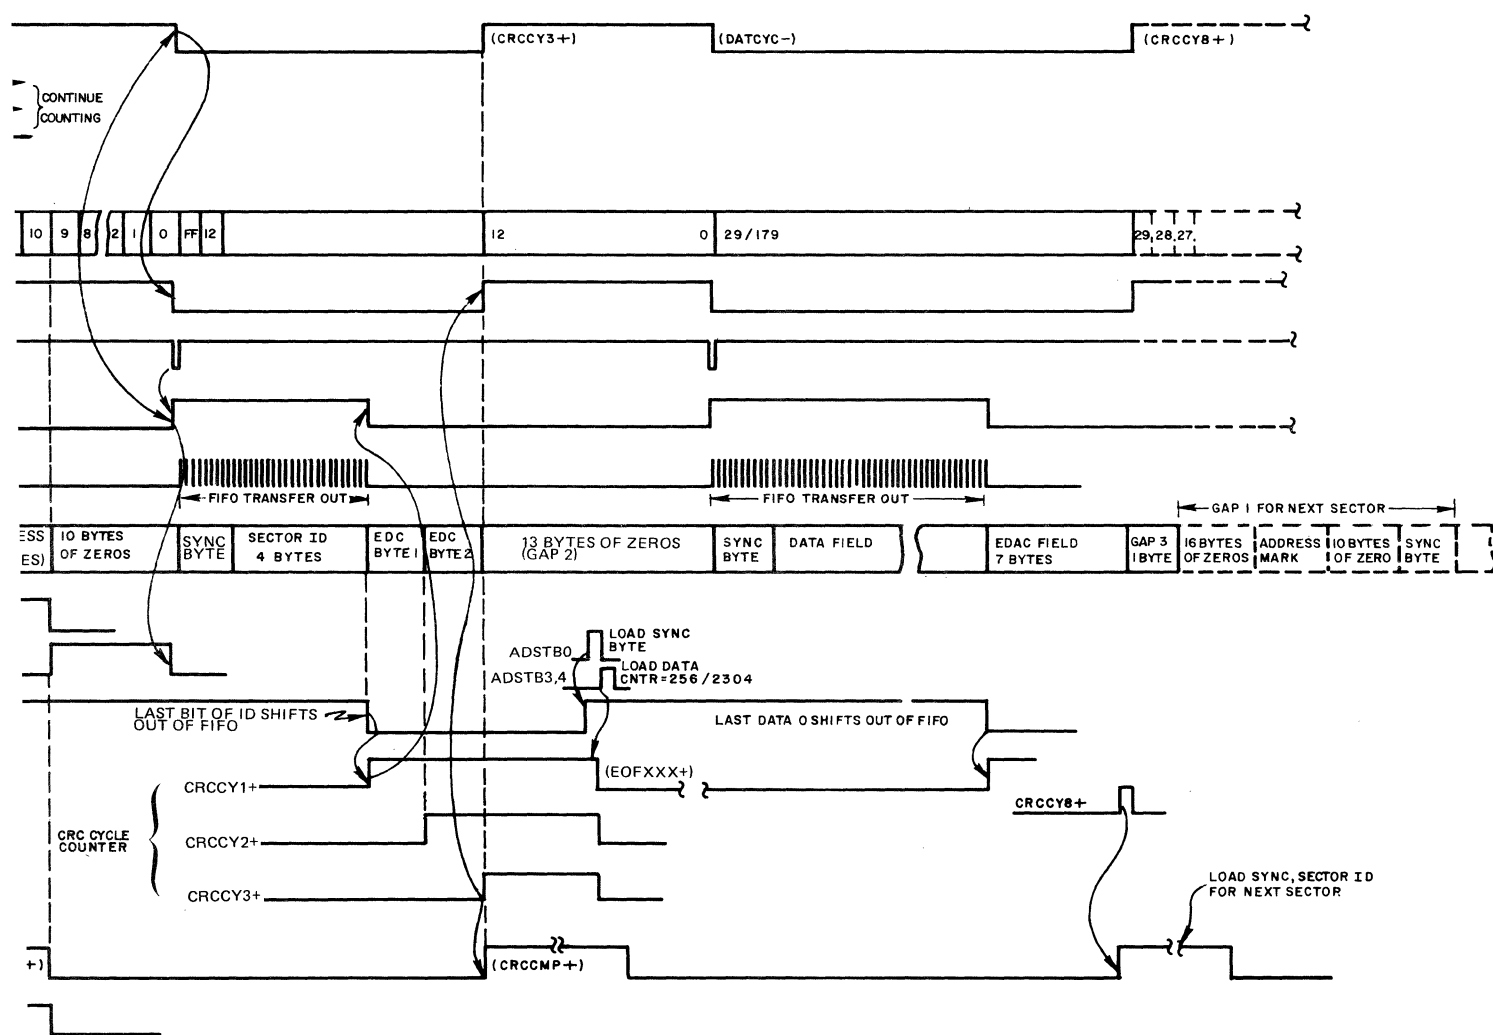 (CRCCY3+)
(DATCYC-)
(CRCCY8+)
CONTINUE
COUNTING
10 9 8 2 1 0 FF 12
12 0
29/179
29, 28, 27,
FIFO TRANSFER OUT
FIFO TRANSFER OUT
GAP 1 FOR NEXT SECTOR
ESS
ES)
10 BYTES
OF ZEROS
SYNC
BYTE
SECTOR ID
4 BYTES
EDC
BYTE 1
EDC
BYTE 2
13 BYTES OF ZEROS
(GAP 2)
SYNC
BYTE
DATA FIELD
EDAC FIELD
7 BYTES
GAP 3
1 BYTE
16 BYTES
OF ZEROS
ADDRESS
MARK
10 BYTES
OF ZERO
SYNC
BYTE
ADSTB0
LOAD SYNC
BYTE
ADSTB3,4
LOAD DATA
CNTR=256/2304
LAST BIT OF ID SHIFTS
OUT OF FIFO
LAST DATA 0 SHIFTS OUT OF FIFO
(EOFXXX+)
CRCCY1+
CRCCY8+
CRC CYCLE
COUNTER
CRCCY2+
CRCCY3+
LOAD SYNC, SECTOR ID
FOR NEXT SECTOR
+)
(CRCCMP+)